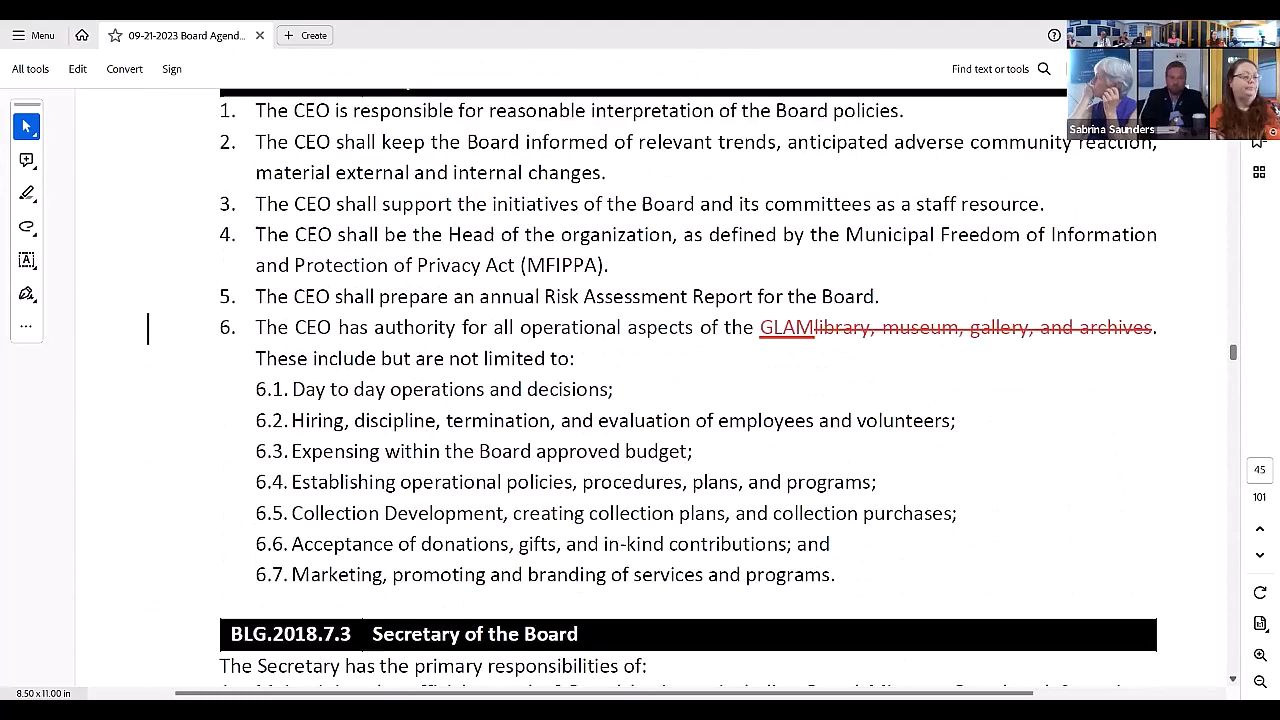 Menu
09-21-2023 Board Agend...
Create
All tools
Edit
Convert
Sign
Find text or tools
Sabrina Saunders
1. The CEO is responsible for reasonable interpretation of the Board policies.
2. The CEO shall keep the Board informed of relevant trends, anticipated adverse community reaction,
material external and internal changes.
3. The CEO shall support the initiatives of the Board and its committees as a staff resource.
4. The CEO shall be the Head of the organization, as defined by the Municipal Freedom of Information
and Protection of Privacy Act (MFIPPA).
5. The CEO shall prepare an annual Risk Assessment Report for the Board.
6. The CEO has authority for all operational aspects of the GLAMlibrary, museum, gallery, and archives.
These include but are not limited to:
6.1. Day to day operations and decisions;
6.2. Hiring, discipline, termination, and evaluation of employees and volunteers;
6.3. Expensing within the Board approved budget;
6.4. Establishing operational policies, procedures, plans, and programs;
6.5. Collection Development, creating collection plans, and collection purchases;
6.6. Acceptance of donations, gifts, and in-kind contributions; and
6.7. Marketing, promoting and branding of services and programs.
BLG.2018.7.3 Secretary of the Board
The Secretary has the primary responsibilities of:
45
101
8.50 x 11.00 in